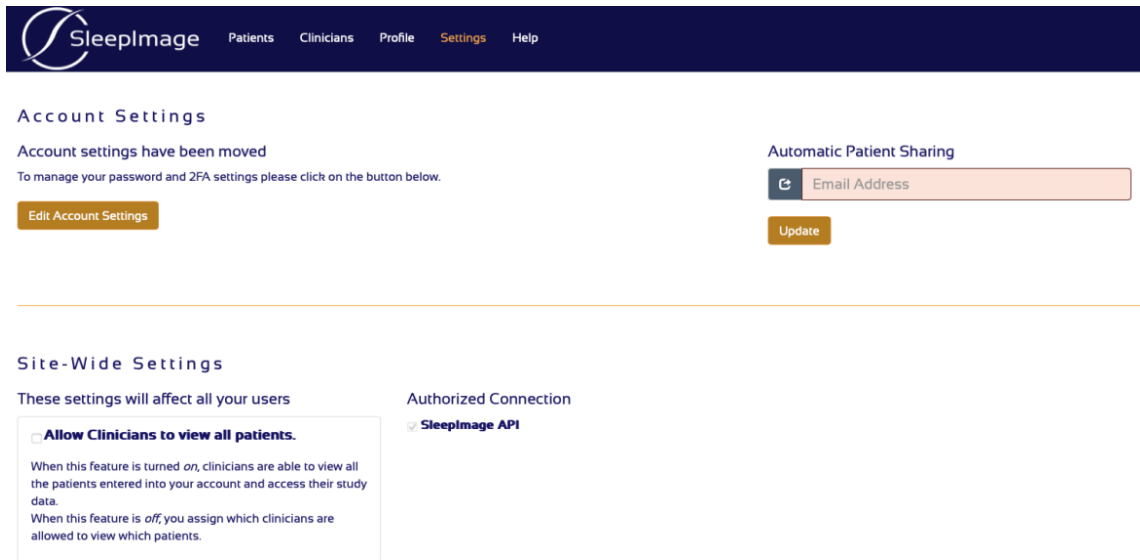 SleepImage
Patients Clinicians Profile Settings Help
Account Settings
Account settings have been moved
To manage your password and 2FA settings please click on the button below.
Edit Account Settings
Automatic Patient Sharing
Email Address
Update
Site-Wide Settings
These settings will affect all your users
Allow Clinicians to view all patients.
When this feature is turned on, clinicians are able to view all
the patients entered into your account and access their study
data.
When this feature is off, you assign which clinicians are
allowed to view which patients.
Authorized Connection
SleepImage API